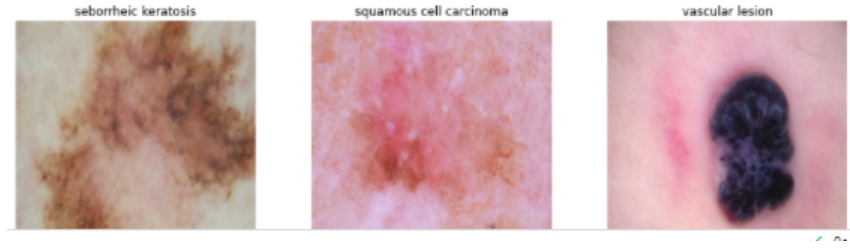 seborrheic keratosis
squamous cell carcinoma
vascular lesion